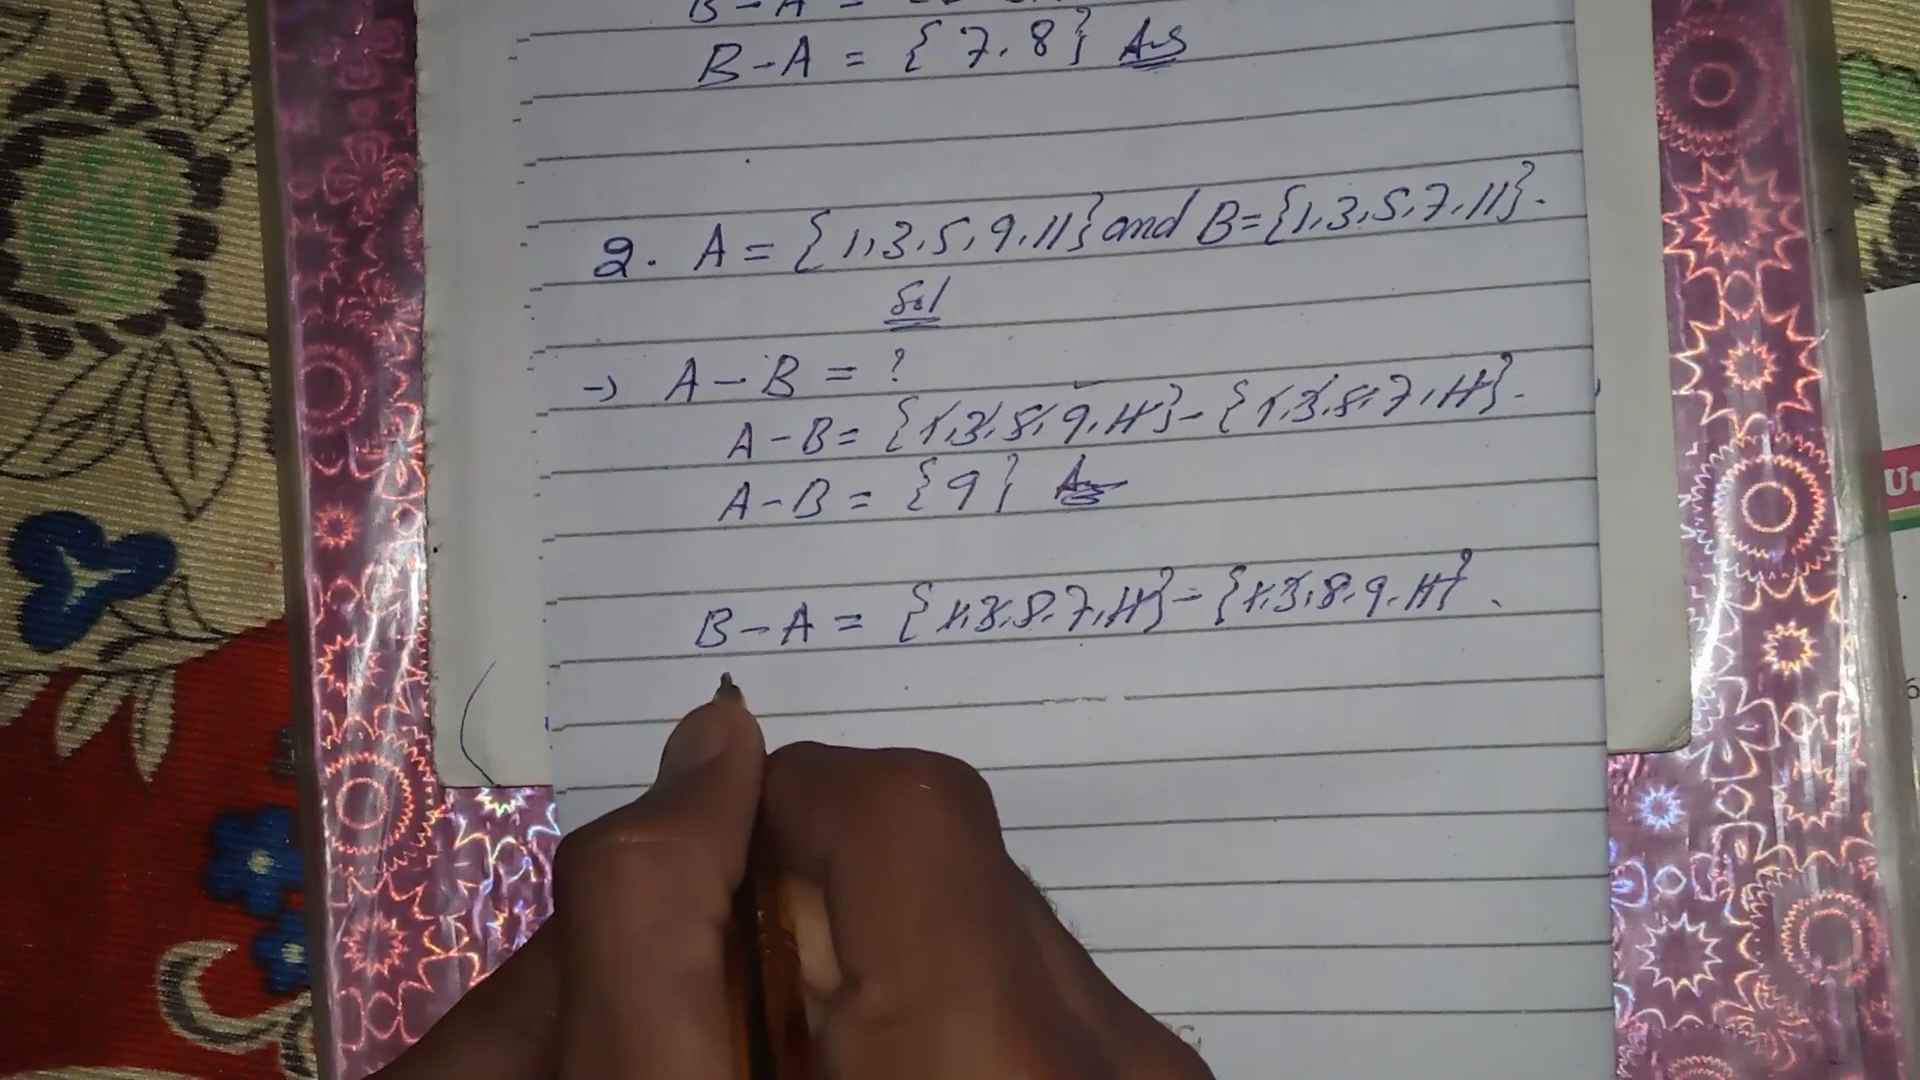 B - A =
B - A = { 7, 8 } Ans
2. A = { 1, 3, 5, 9, 11 } and B = { 1, 3, 5, 7, 11 }.
Sol
→ A - B = ?
A - B = { 1, 3, 5, 9, 11 } - { 1, 3, 5, 7, 11 }.
A - B = { 9 } Ans
B - A = { 1, 3, 5, 7, 11 } - { 1, 3, 5, 9, 11 }.